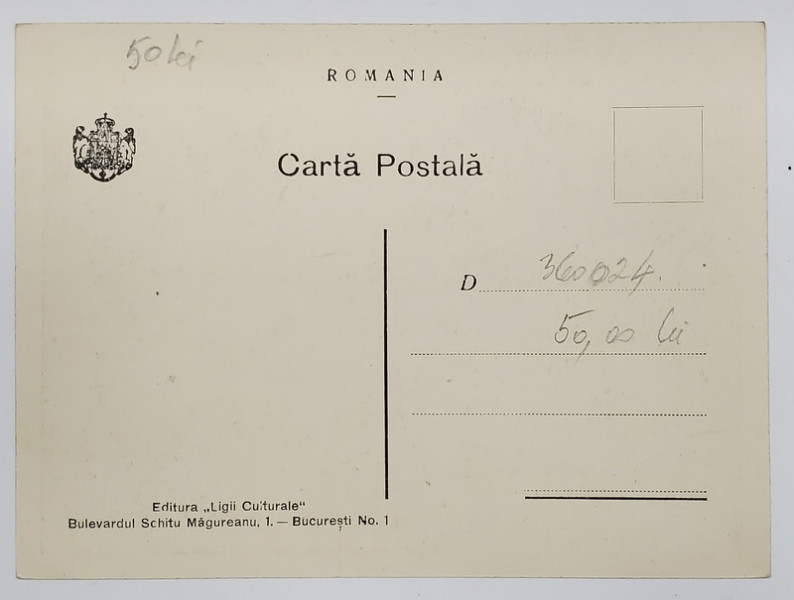 50 lei
ROMANIA
Cartă Postală
D 360024.
50,00 lei
Editura „Ligii Culturale“
Bulevardul Schitu Măgureanu, 1. — Bucureşti No. 1